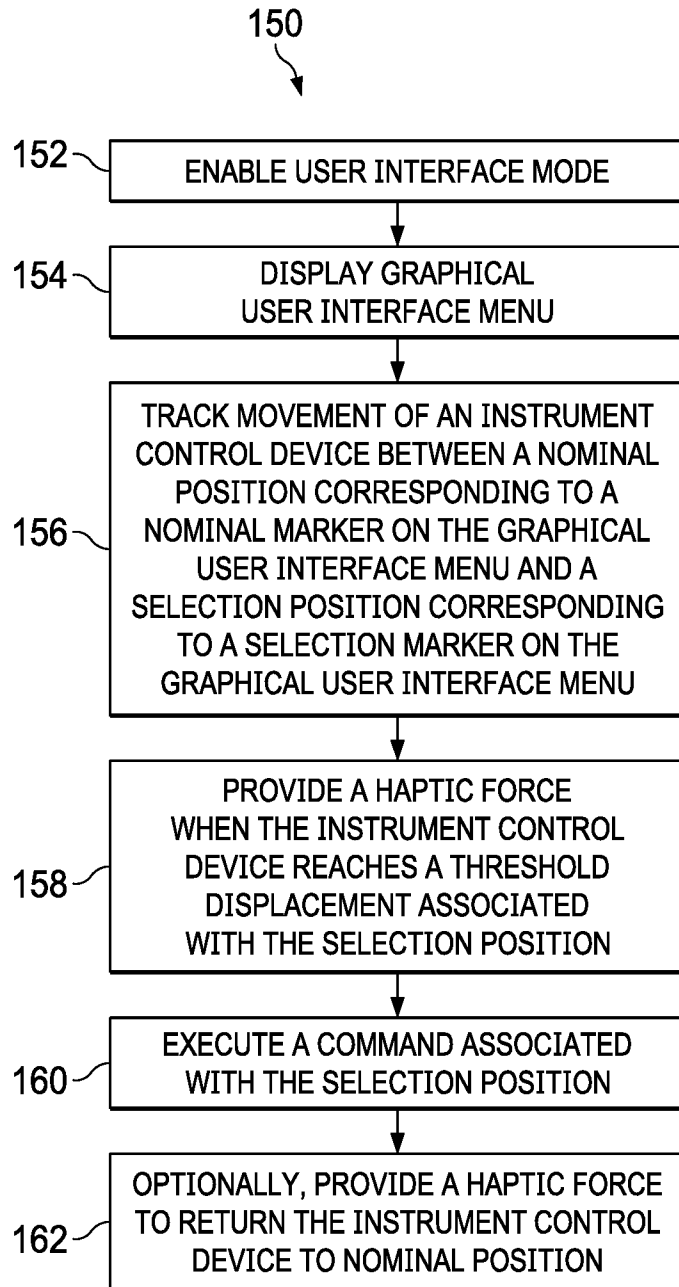 150
152
ENABLE USER INTERFACE MODE
154
DISPLAY GRAPHICAL
USER INTERFACE MENU
156
TRACK MOVEMENT OF AN INSTRUMENT
CONTROL DEVICE BETWEEN A NOMINAL
POSITION CORRESPONDING TO A
NOMINAL MARKER ON THE GRAPHICAL
USER INTERFACE MENU AND A
SELECTION POSITION CORRESPONDING
TO A SELECTION MARKER ON THE
GRAPHICAL USER INTERFACE MENU
158
PROVIDE A HAPTIC FORCE
WHEN THE INSTRUMENT CONTROL
DEVICE REACHES A THRESHOLD
DISPLACEMENT ASSOCIATED
WITH THE SELECTION POSITION
160
EXECUTE A COMMAND ASSOCIATED
WITH THE SELECTION POSITION
162
OPTIONALLY, PROVIDE A HAPTIC FORCE
TO RETURN THE INSTRUMENT CONTROL
DEVICE TO NOMINAL POSITION